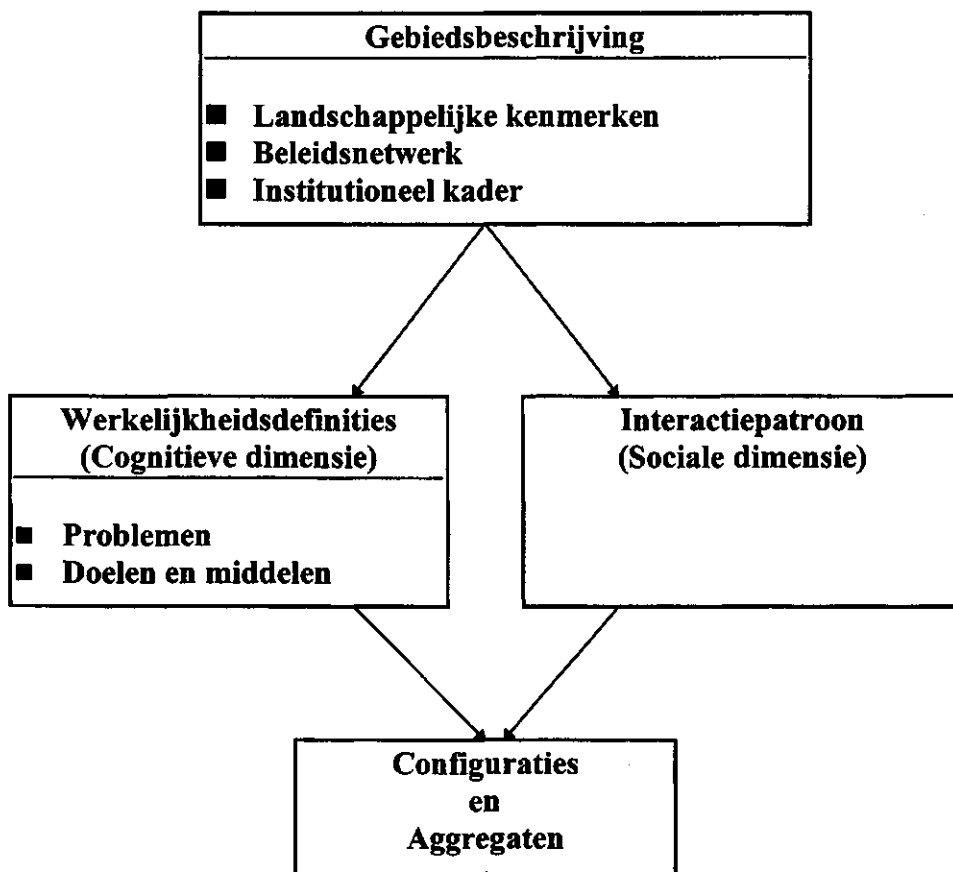 Gebiedsbeschrijving
■ Landschappelijke kenmerken
■ Beleidsnetwerk
■ Institutioneel kader
Werkelijkheidsdefinities
(Cognitieve dimensie)
■ Problemen
■ Doelen en middelen
Interactiepatroon
(Sociale dimensie)
Configuraties
en
Aggregaten